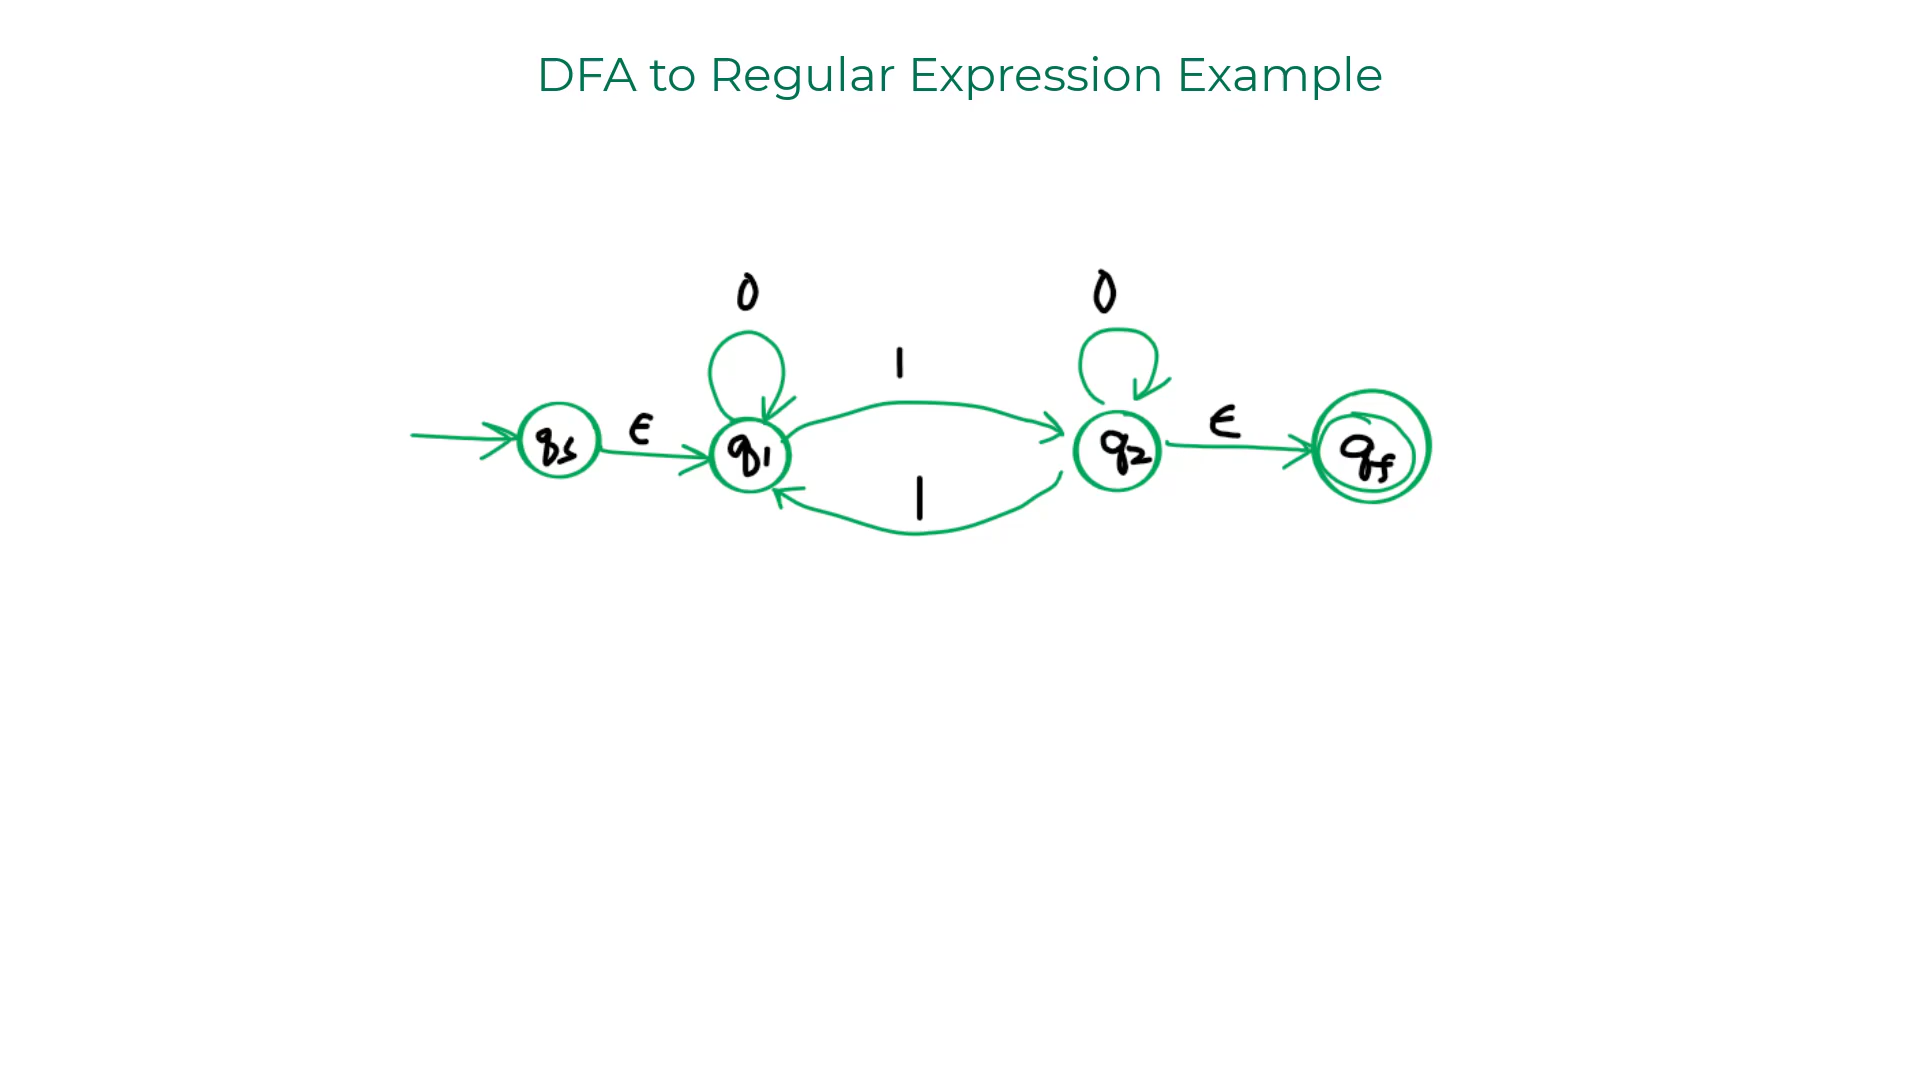 DFA to Regular Expression Example
0 0
1
qs ε q1 q2 ε qf
1